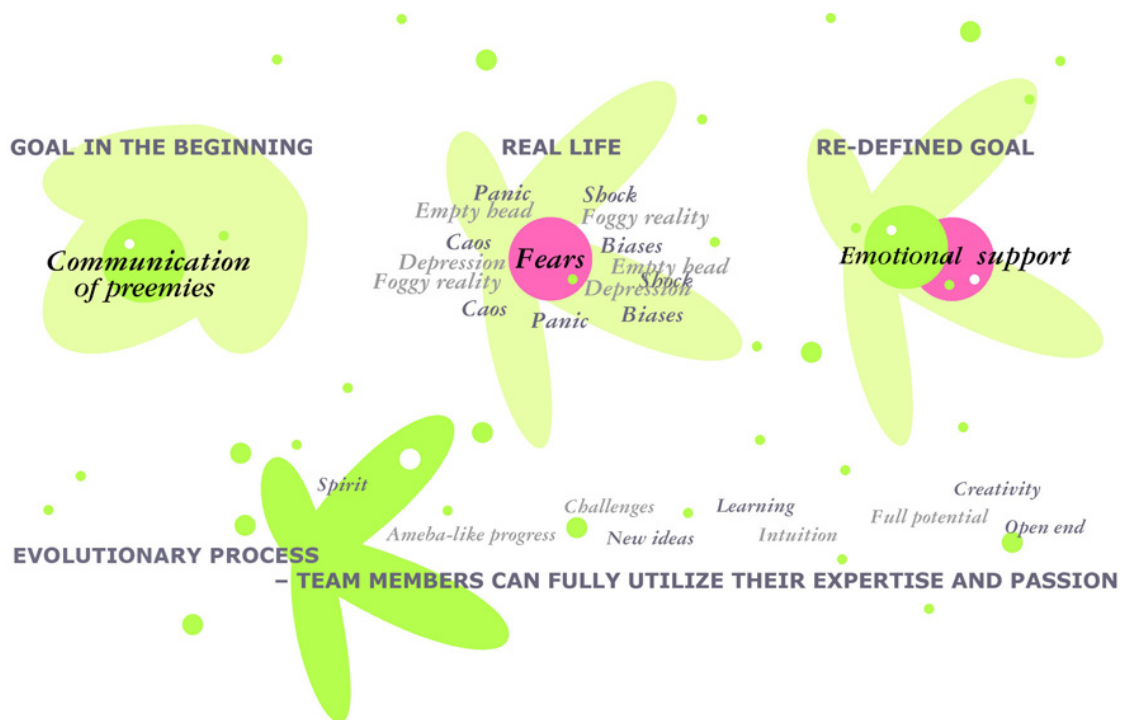 GOAL IN THE BEGINNING
Communication
of preemies
REAL LIFE
Panic
Shock
Empty head
Foggy reality
Caos
Fears
Biases
Depression
Empty head
Foggy reality
Shock
Depression
Caos
Panic
Biases
RE-DEFINED GOAL
Emotional support
Spirit
Ameba-like progress
Challenges
New ideas
Learning
Intuition
Full potential
Creativity
Open end
EVOLUTIONARY PROCESS
– TEAM MEMBERS CAN FULLY UTILIZE THEIR EXPERTISE AND PASSION